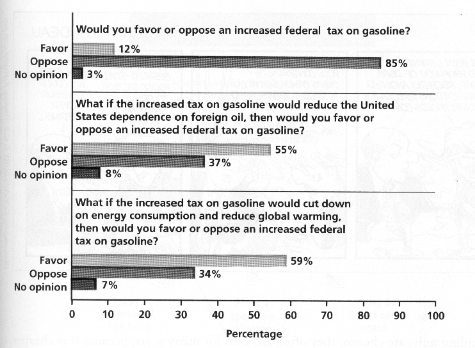 Would you favor or oppose an increased federal tax on gasoline?
Favor 12%
Oppose 85%
No opinion 3%
What if the increased tax on gasoline would reduce the United
States dependence on foreign oil, then would you favor or
oppose an increased federal tax on gasoline?
Favor 55%
Oppose 37%
No opinion 8%
What if the increased tax on gasoline would cut down
on energy consumption and reduce global warming,
then would you favor or oppose an increased federal
tax on gasoline?
Favor 59%
Oppose 34%
No opinion 7%
0 10 20 30 40 50 60 70 80 90 100
Percentage